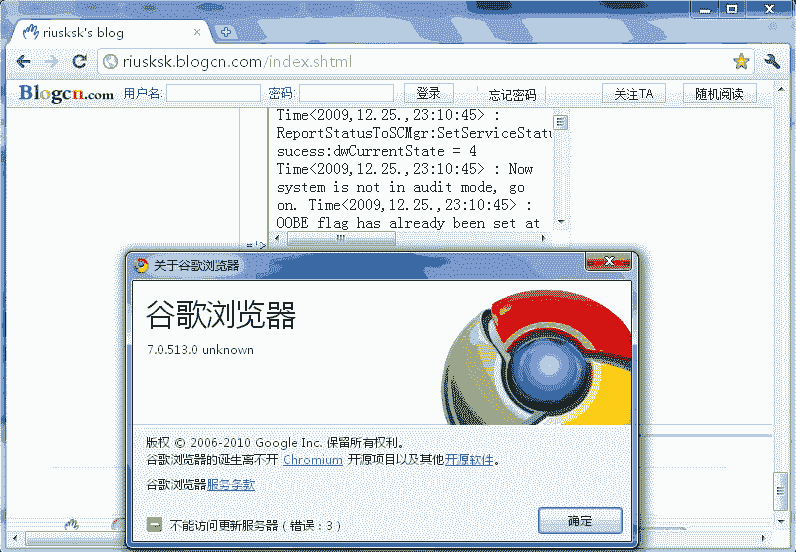 riusksk's blog
riusksk.blogcn.com/index.shtml
Blogcn.com 用户名: 密码: 登录 忘记密码 关注TA 随机阅读
Time<2009,12.25.,23:10:45> :
ReportStatusToSCMgr:SetServiceStatu
sucess:dwCurrentState = 4
Time<2009,12.25.,23:10:45> : Now
system is not in audit mode, go
on. Time<2009,12.25.,23:10:45> :
OOBE flag has already been set at
='>
关于谷歌浏览器
谷歌浏览器
7.0.513.0 unknown
版权 © 2006-2010 Google Inc. 保留所有权利。
谷歌浏览器的诞生离不开 Chromium 开源项目以及其他开源软件。
谷歌浏览器服务条款
确定
不能访问更新服务器 ( 错误：3 )